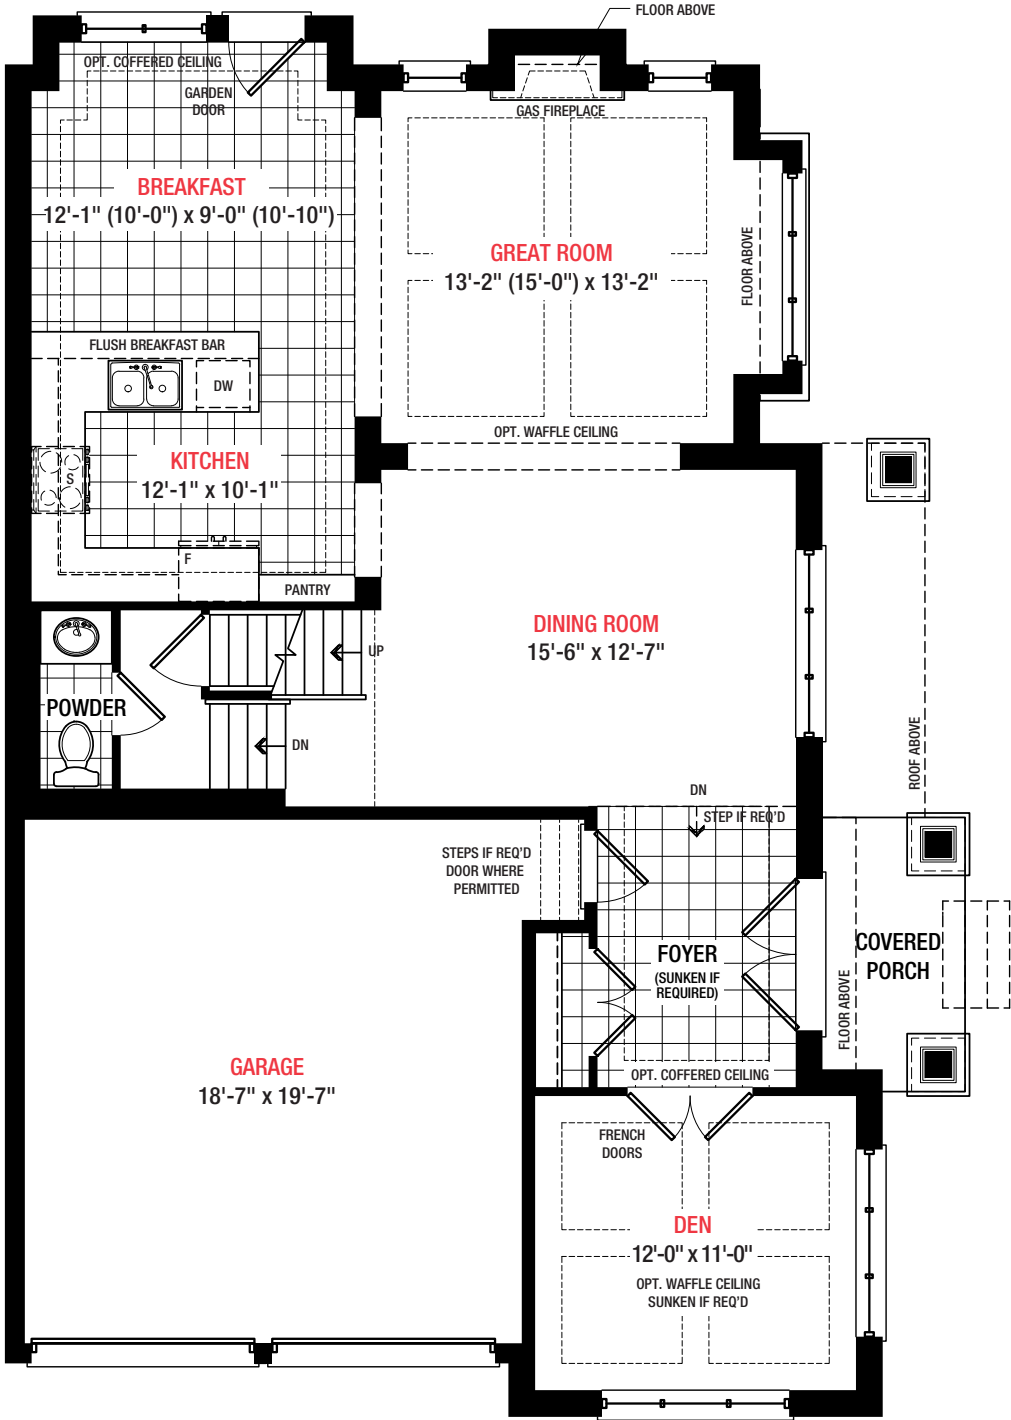 FLOOR ABOVE
OPT. COFFERED CEILING
GARDEN
DOOR
GAS FIREPLACE
BREAKFAST
12'-1" (10'-0") x 9'-0" (10'-10")
GREAT ROOM
13'-2" (15'-0") x 13'-2"
FLOOR ABOVE
FLUSH BREAKFAST BAR
DW
OPT. WAFFLE CEILING
KITCHEN
12'-1" x 10'-1"
S
F
PANTRY
DINING ROOM
15'-6" x 12'-7"
UP
POWDER
DN
ROOF ABOVE
DN
STEP IF REQ'D
STEPS IF REQ'D
DOOR WHERE
PERMITTED
FOYER
(SUNKEN IF
REQUIRED)
COVERED
PORCH
FLOOR ABOVE
GARAGE
18'-7" x 19'-7"
OPT. COFFERED CEILING
FRENCH
DOORS
DEN
12'-0" x 11'-0"
OPT. WAFFLE CEILING
SUNKEN IF REQ'D